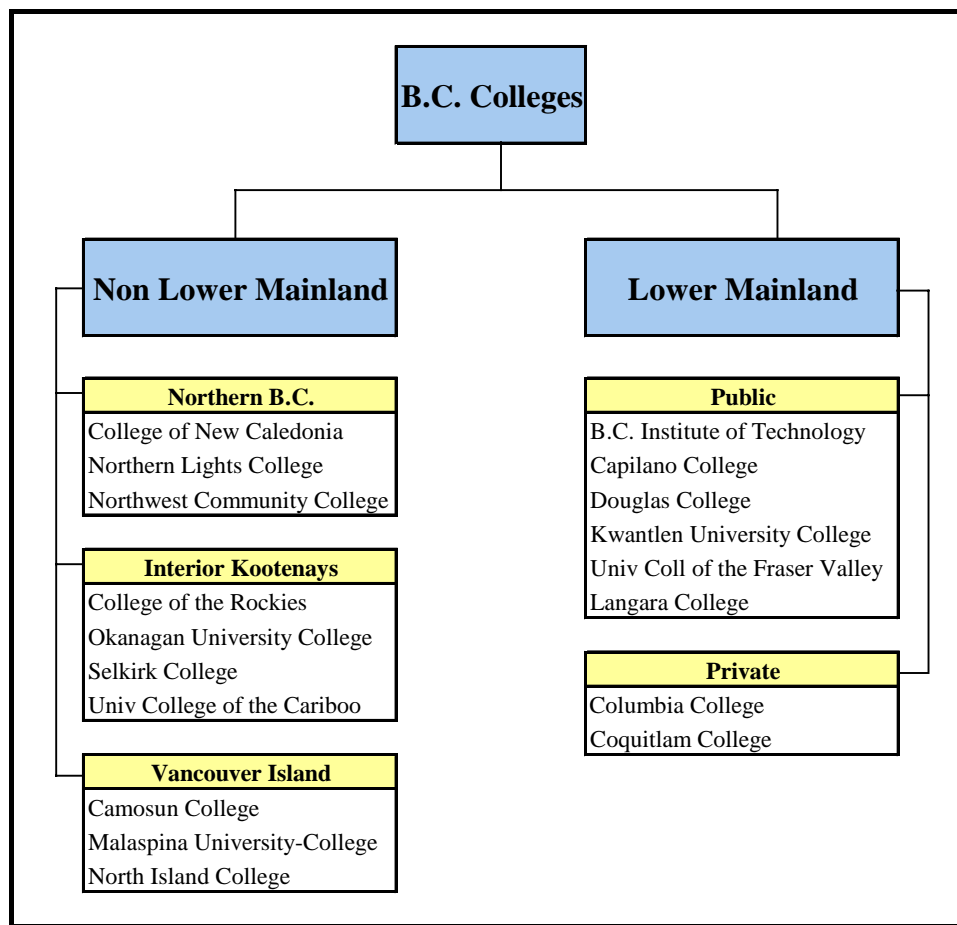 B.C. Colleges
Non Lower Mainland
Northern B.C.
College of New Caledonia
Northern Lights College
Northwest Community College
Interior Kootenays
College of the Rockies
Okanagan University College
Selkirk College
Univ College of the Cariboo
Vancouver Island
Camosun College
Malaspina University-College
North Island College
Lower Mainland
Public
B.C. Institute of Technology
Capilano College
Douglas College
Kwantlen University College
Univ Coll of the Fraser Valley
Langara College
Private
Columbia College
Coquitlam College